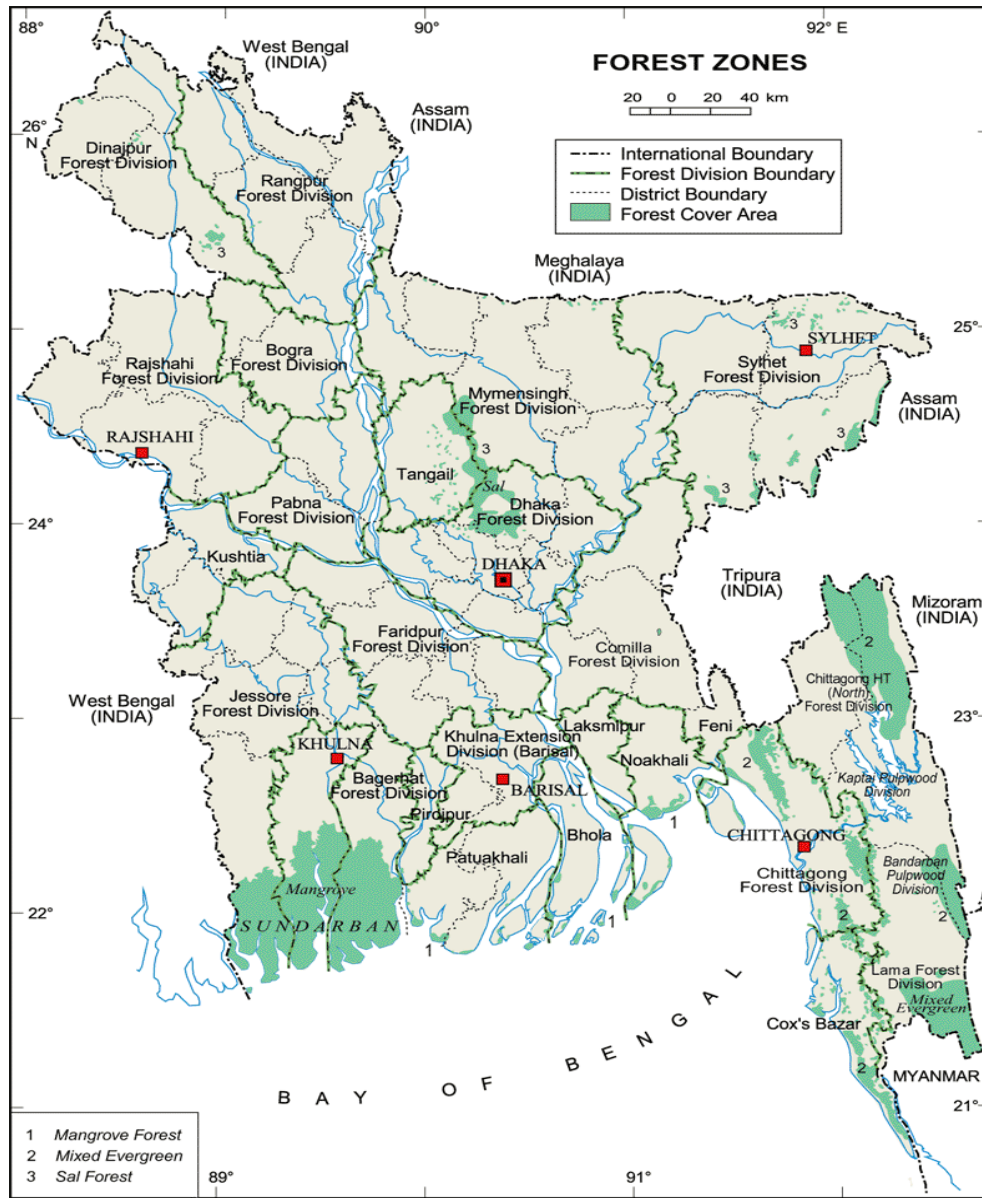 88°
90°
92° E
West Bengal
(INDIA)
FOREST ZONES
20 0 20 40 km
Assam
(INDIA)
26°
N
International Boundary
Forest Division Boundary
District Boundary
Forest Cover Area
Dinajpur
Forest Division
Rangpur
Forest Division
3
Meghalaya
(INDIA)
3
SYLHET
25°
25°
Rajshahi
Forest Division
Bogra
Forest Division
Sylhet
Forest Division
Mymensingh
Forest Division
Assam
(INDIA)
RAJSHAHI
3
3
Tangail
Sal
3
Pabna
Forest Division
Dhaka
Forest Division
24°
24°
Kushtia
DHAKA
Tripura
(INDIA)
Mizoram
(INDIA)
Faridpur
Forest Division
Comilla
Forest Division
2
Chittagong HT
(North)
Forest Division
West Bengal
(INDIA)
Jessore
Forest Division
23°
Laksmipur
Feni
KHULNA
Khulna Extension
Division (Barisal)
Noakhali
2
Kaptai Pulpwood
Division
Bagerhat
Forest Division
BARISAL
Pirojpur
1
Bhola
CHITTAGONG
Patuakhali
Chittagong
Forest Division
Bandarban
Pulpwood
Division
Mangrove
SUNDARBAN
22°
22°
1
1
2
2
Lama Forest
Division
Mixed
Evergreen
Cox's Bazar
BAY OF BENGAL
2
MYANMAR
21°
1 Mangrove Forest
2 Mixed Evergreen
3 Sal Forest
89°
91°